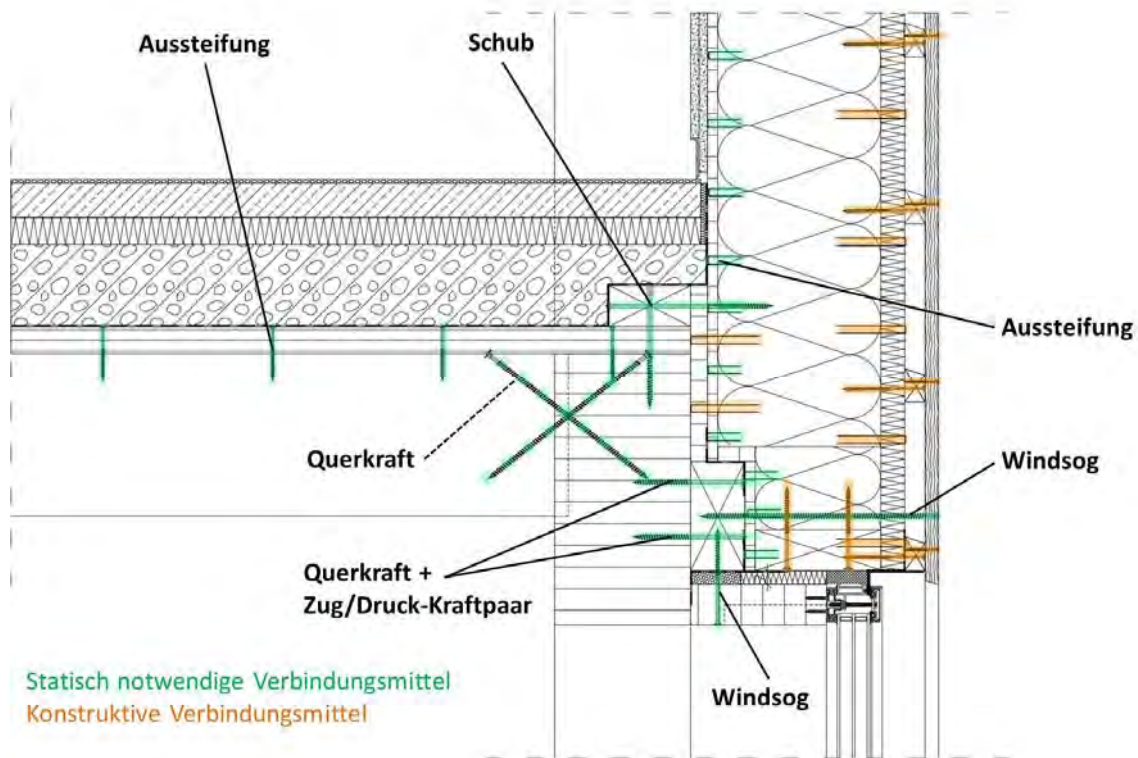 Aussteifung
Schub
Aussteifung
Querkraft
Windsog
Querkraft +
Zug/Druck-Kraftpaar
Windsog
Statisch notwendige Verbindungsmittel
Konstruktive Verbindungsmittel